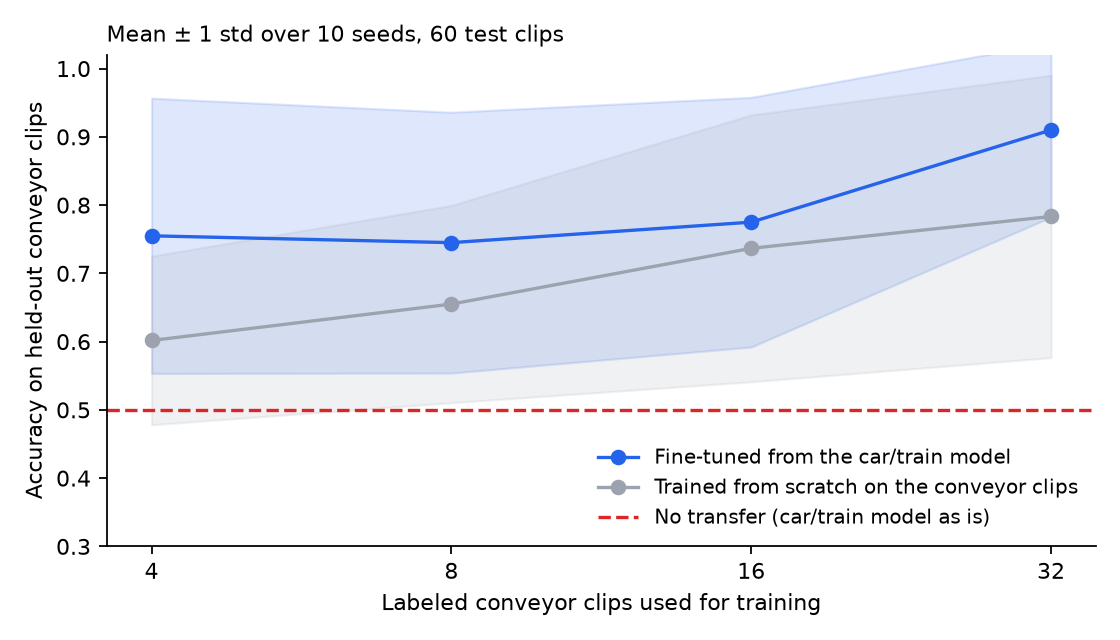 Mean ± 1 std over 10 seeds, 60 test clips
Accuracy on held-out conveyor clips
1.0
0.9
0.8
0.7
0.6
0.5
0.4
0.3
Fine-tuned from the car/train model
Trained from scratch on the conveyor clips
No transfer (car/train model as is)
4 8 16 32
Labeled conveyor clips used for training